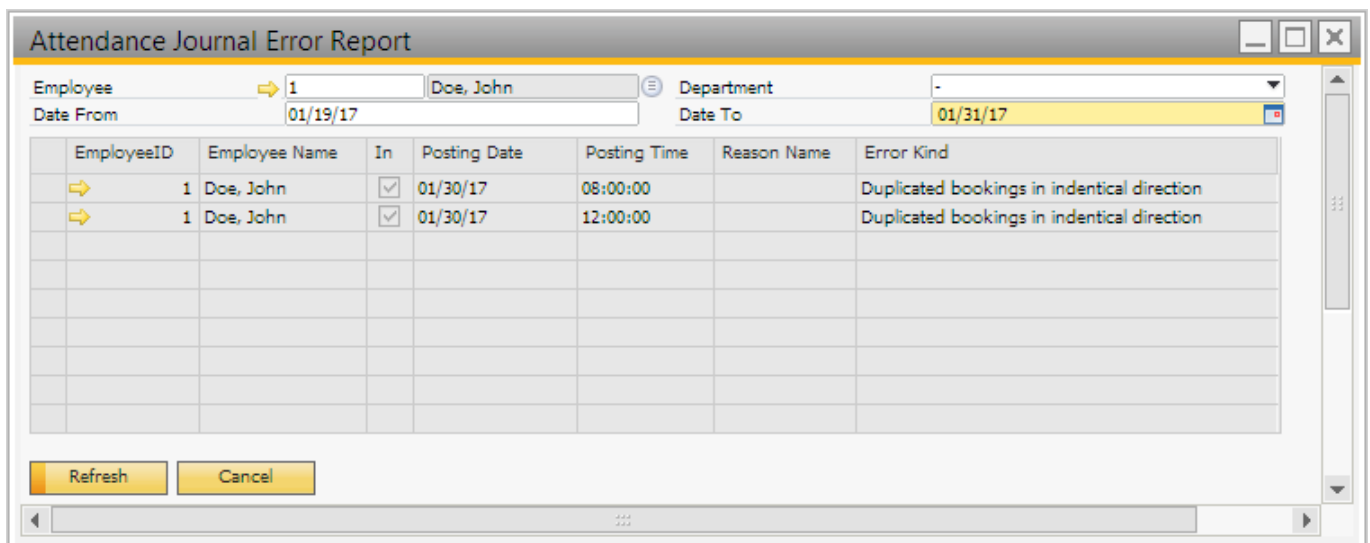 Attendance Journal Error Report
Employee 1 Doe, John Department -
Date From 01/19/17 Date To 01/31/17
EmployeeID Employee Name In Posting Date Posting Time Reason Name Error Kind
1 Doe, John 01/30/17 08:00:00 Duplicated bookings in indentical direction
1 Doe, John 01/30/17 12:00:00 Duplicated bookings in indentical direction
Refresh Cancel